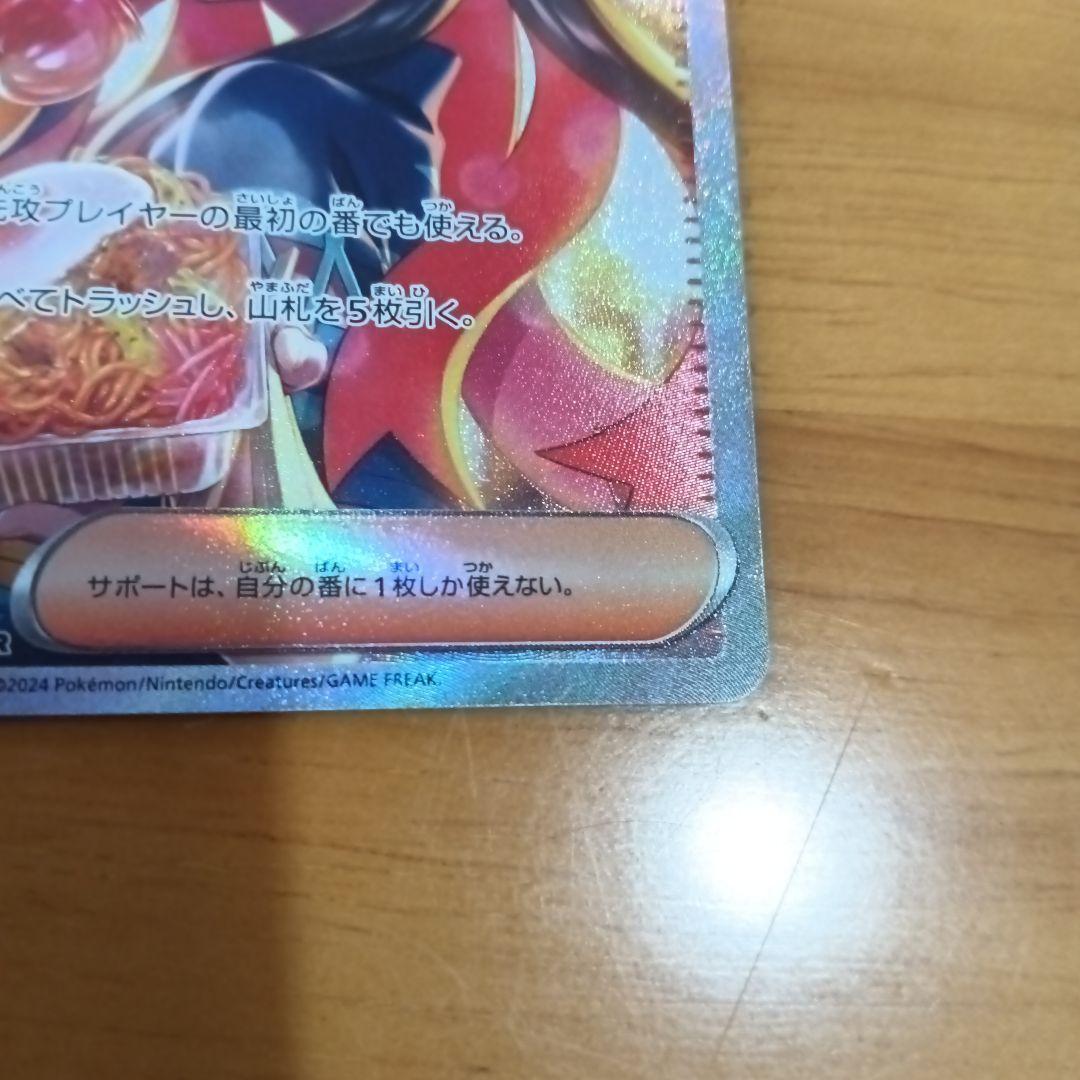 攻プレイヤーの最初の番でも使える。
べてトラッシュし、山札を5枚引く。
サポートは、自分の番に1枚しか使えない。
R
©2024 Pokémon/Nintendo/Creatures/GAME FREAK.